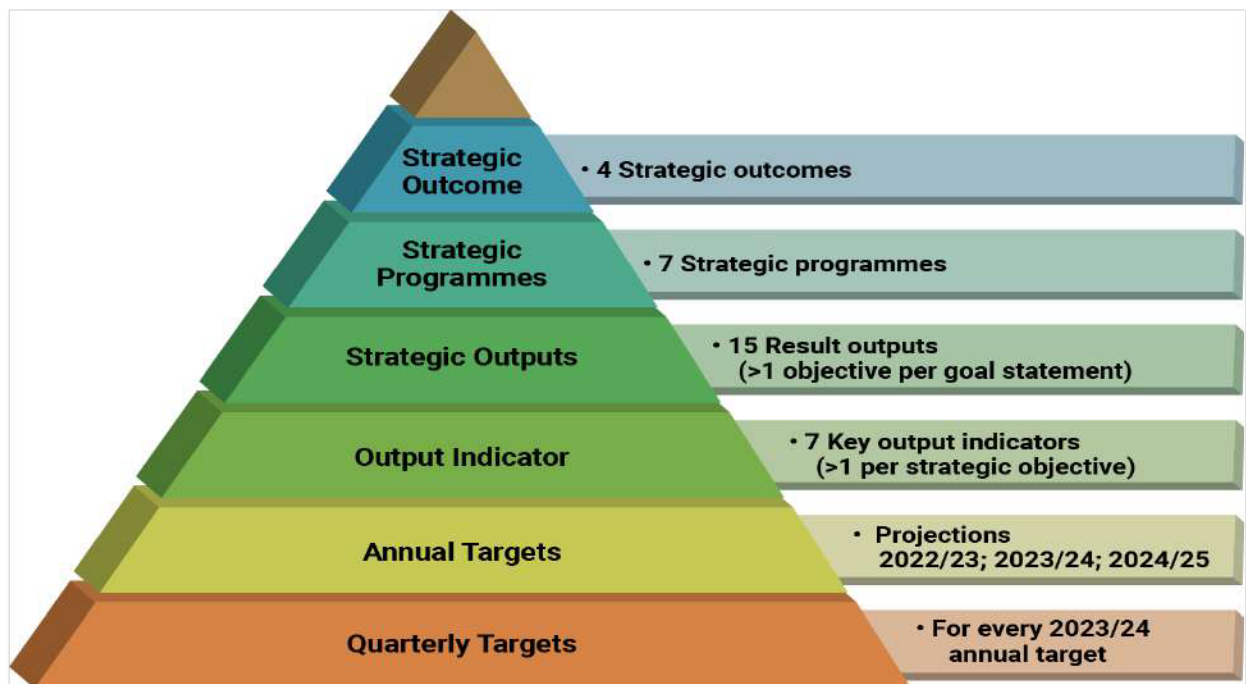 Strategic
Outcome
• 4 Strategic outcomes
Strategic
Programmes
• 7 Strategic programmes
Strategic Outputs
• 15 Result outputs
(>1 objective per goal statement)
Output Indicator
• 7 Key output indicators
(>1 per strategic objective)
Annual Targets
• Projections
2022/23; 2023/24; 2024/25
Quarterly Targets
• For every 2023/24
annual target